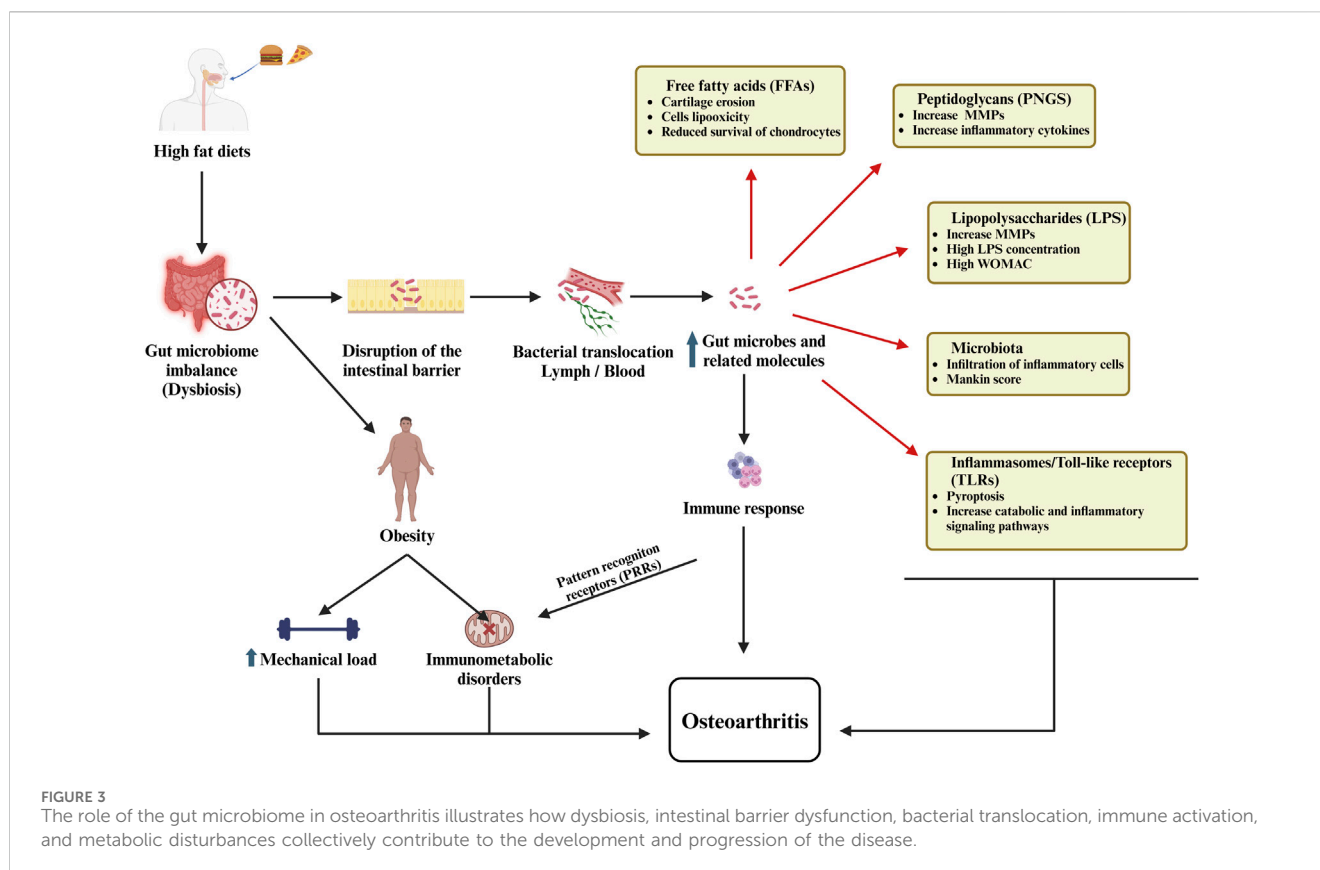 High fat diets
Free fatty acids (FFAs)
• Cartilage erosion
• Cells lipooxicity
• Reduced survival of chondrocytes
Peptidoglycans (PNGS)
• Increase MMPs
• Increase inflammatory cytokines
Lipopolysaccharides (LPS)
• Increase MMPs
• High LPS concentration
• High WOMAC
Gut microbiome
imbalance
(Dysbiosis)
Disruption of the
intestinal barrier
Bacterial translocation
Lymph / Blood
Gut microbes and
related molecules
Microbiota
• Infiltration of inflammatory cells
• Mankin score
Inflammasomes/Toll-like receptors
(TLRs)
• Pyroptosis
• Increase catabolic and inflammatory
signaling pathways
Obesity
Immune response
Pattern recogniton
receptors (PRRs)
Mechanical load
Immunometabolic
disorders
Osteoarthritis
FIGURE 3
The role of the gut microbiome in osteoarthritis illustrates how dysbiosis, intestinal barrier dysfunction, bacterial translocation, immune activation,
and metabolic disturbances collectively contribute to the development and progression of the disease.